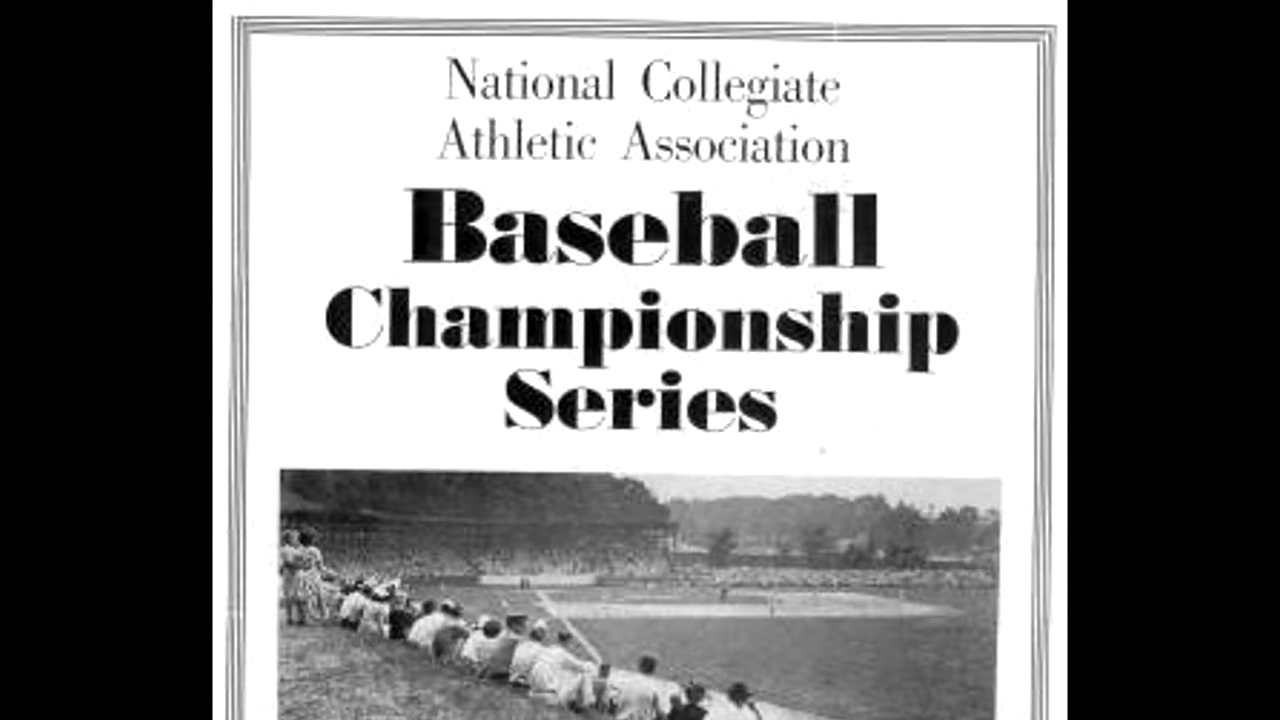 National Collegiate
Athletic Association
Baseball
Championship
Series